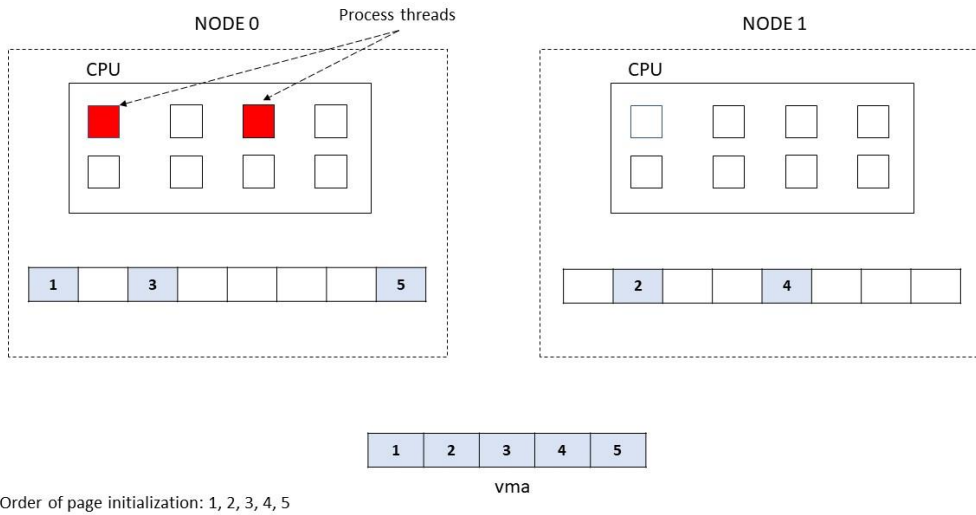 Process threads
NODE 0
NODE 1
CPU
CPU
1 3 5
2 4
1 2 3 4 5
vma
Order of page initialization: 1, 2, 3, 4, 5